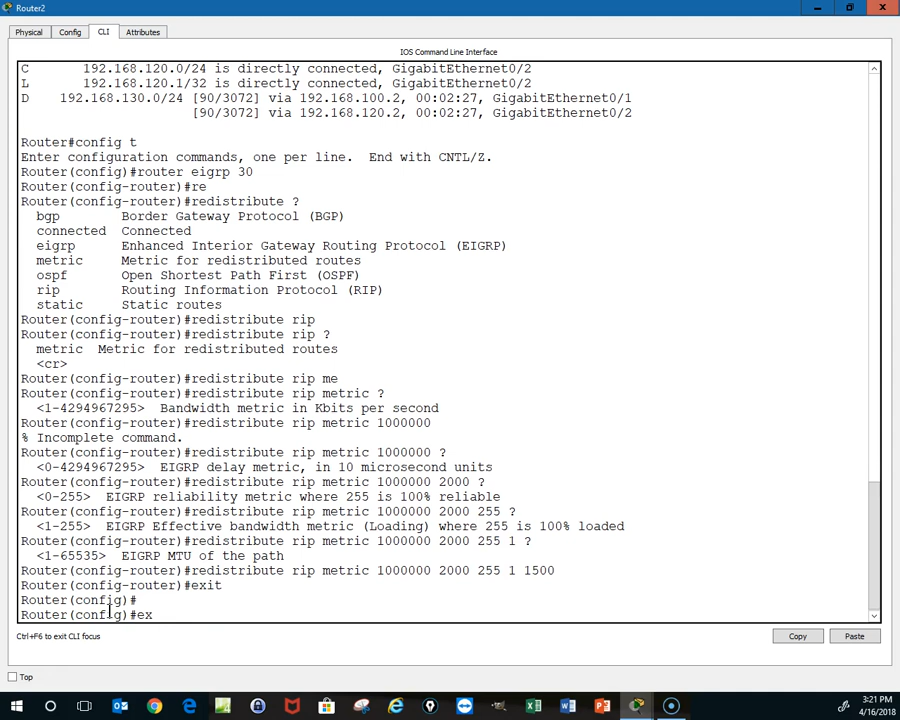 Router2
Physical Config CLI Attributes
IOS Command Line Interface
C       192.168.120.0/24 is directly connected, GigabitEthernet0/2
L       192.168.120.1/32 is directly connected, GigabitEthernet0/2
D    192.168.130.0/24 [90/3072] via 192.168.100.2, 00:02:27, GigabitEthernet0/1
                      [90/3072] via 192.168.120.2, 00:02:27, GigabitEthernet0/2
Router#config t
Enter configuration commands, one per line.  End with CNTL/Z.
Router(config)#router eigrp 30
Router(config-router)#re
Router(config-router)#redistribute ?
  bgp        Border Gateway Protocol (BGP)
  connected  Connected
  eigrp      Enhanced Interior Gateway Routing Protocol (EIGRP)
  metric     Metric for redistributed routes
  ospf       Open Shortest Path First (OSPF)
  rip        Routing Information Protocol (RIP)
  static     Static routes
Router(config-router)#redistribute rip
Router(config-router)#redistribute rip ?
  metric  Metric for redistributed routes
  <cr>
Router(config-router)#redistribute rip me
Router(config-router)#redistribute rip metric ?
  <1-4294967295>  Bandwidth metric in Kbits per second
Router(config-router)#redistribute rip metric 1000000
% Incomplete command.
Router(config-router)#redistribute rip metric 1000000 ?
  <0-4294967295>  EIGRP delay metric, in 10 microsecond units
Router(config-router)#redistribute rip metric 1000000 2000 ?
  <0-255>  EIGRP reliability metric where 255 is 100% reliable
Router(config-router)#redistribute rip metric 1000000 2000 255 ?
  <1-255>  EIGRP Effective bandwidth metric (Loading) where 255 is 100% loaded
Router(config-router)#redistribute rip metric 1000000 2000 255 1 ?
  <1-65535>  EIGRP MTU of the path
Router(config-router)#redistribute rip metric 1000000 2000 255 1 1500
Router(config-router)#exit
Router(config)#
Router(config)#ex
Ctrl+F6 to exit CLI focus
Copy Paste
Top
3:21 PM
4/16/2018